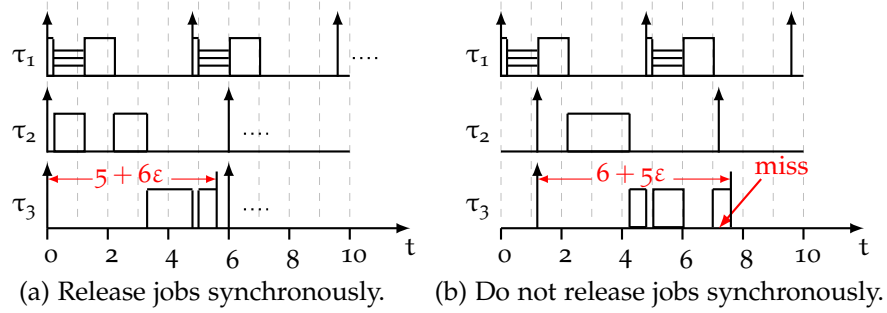 τ1
....
τ2
....
5 + 6ε
τ3
....
0 2 4 6 8 10 t
(a) Release jobs synchronously.
τ1
τ2
6 + 5ε
miss
τ3
0 2 4 6 8 10 t
(b) Do not release jobs synchronously.